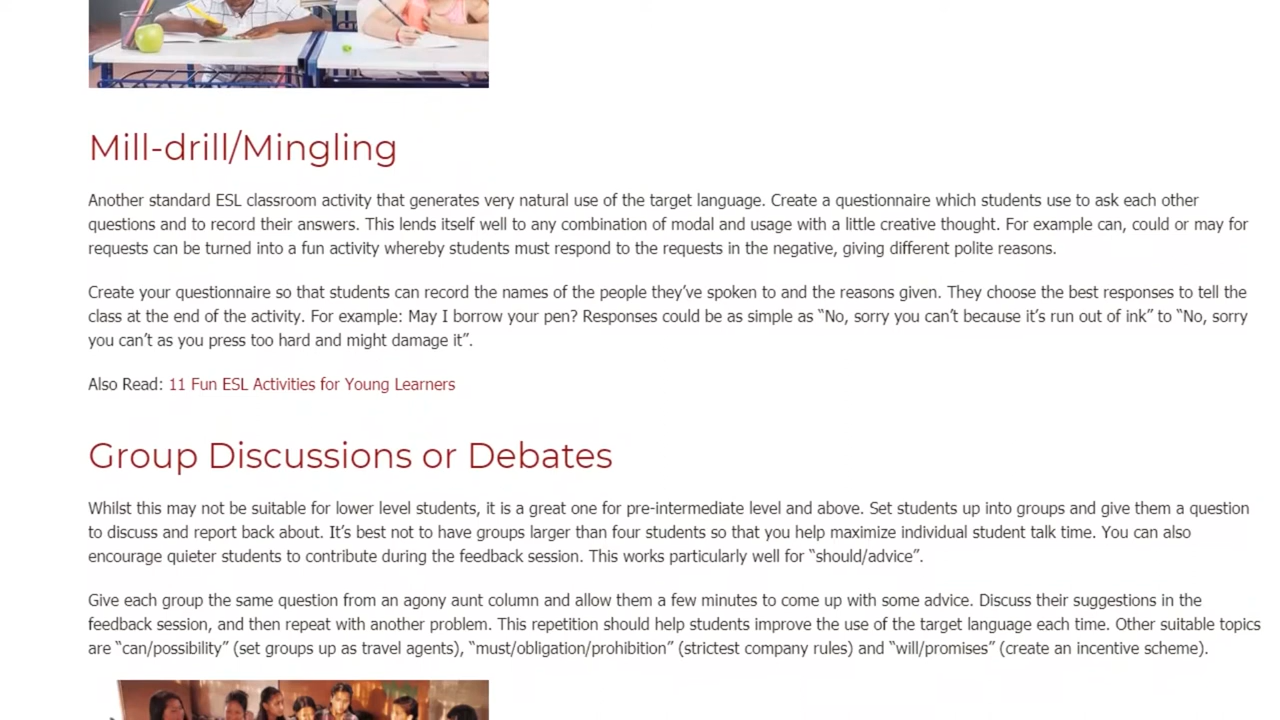 Mill-drill/Mingling
Another standard ESL classroom activity that generates very natural use of the target language. Create a questionnaire which students use to ask each other
questions and to record their answers. This lends itself well to any combination of modal and usage with a little creative thought. For example can, could or may for
requests can be turned into a fun activity whereby students must respond to the requests in the negative, giving different polite reasons.
Create your questionnaire so that students can record the names of the people they’ve spoken to and the reasons given. They choose the best responses to tell the
class at the end of the activity. For example: May I borrow your pen? Responses could be as simple as “No, sorry you can’t because it’s run out of ink” to “No, sorry
you can’t as you press too hard and might damage it”.
Also Read: 11 Fun ESL Activities for Young Learners
Group Discussions or Debates
Whilst this may not be suitable for lower level students, it is a great one for pre-intermediate level and above. Set students up into groups and give them a question
to discuss and report back about. It’s best not to have groups larger than four students so that you help maximize individual student talk time. You can also
encourage quieter students to contribute during the feedback session. This works particularly well for “should/advice”.
Give each group the same question from an agony aunt column and allow them a few minutes to come up with some advice. Discuss their suggestions in the
feedback session, and then repeat with another problem. This repetition should help students improve the use of the target language each time. Other suitable topics
are “can/possibility” (set groups up as travel agents), “must/obligation/prohibition” (strictest company rules) and “will/promises” (create an incentive scheme).